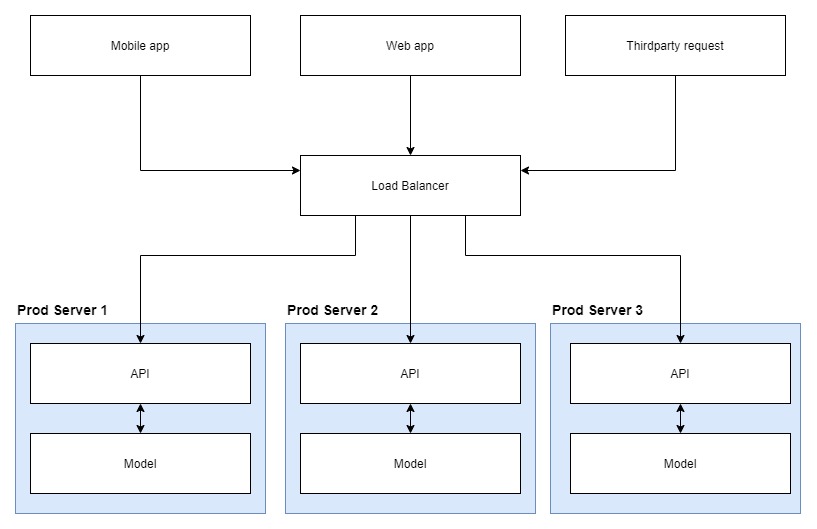 Mobile app
Web app
Thirdparty request
Load Balancer
Prod Server 1
Prod Server 2
Prod Server 3
API
API
API
Model
Model
Model